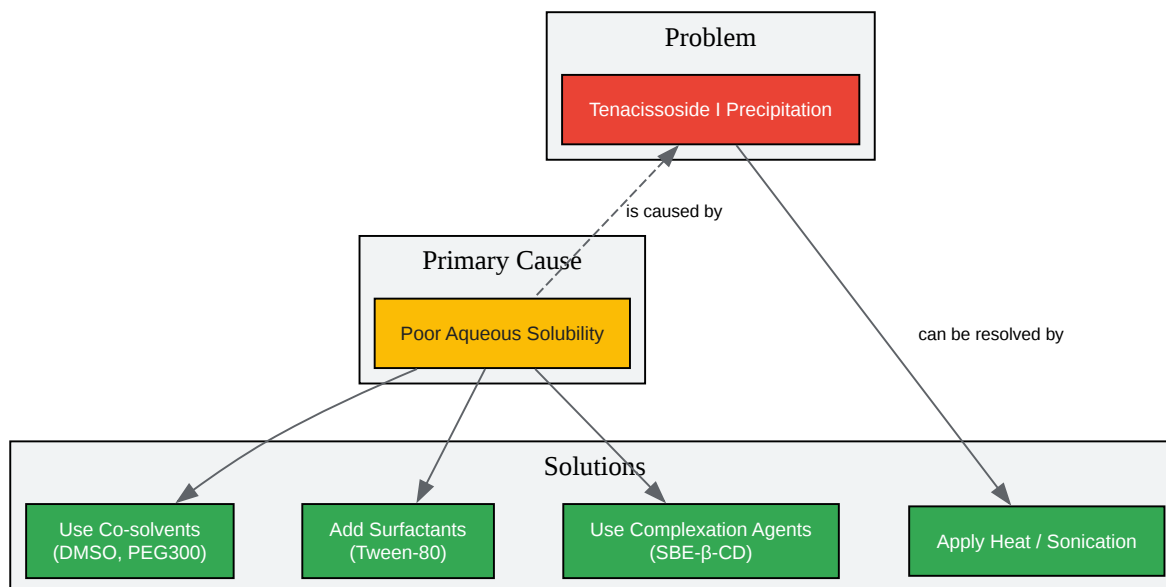 Problem
Tenacissoside I Precipitation
is caused by
Primary Cause
Poor Aqueous Solubility
can be resolved by
Solutions
Use Co-solvents
(DMSO, PEG300)
Add Surfactants
(Tween-80)
Use Complexation Agents
(SBE-β-CD)
Apply Heat / Sonication